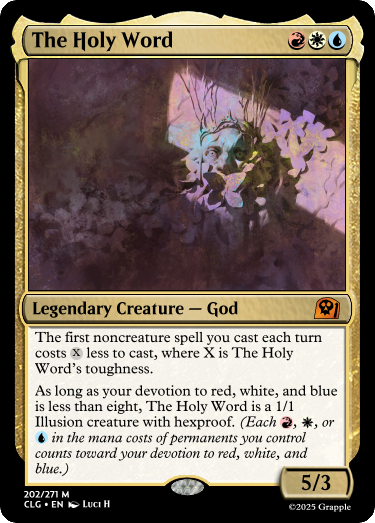 The Holy Word
Legendary Creature — God
The first noncreature spell you cast each turn
costs X less to cast, where X is The Holy
Word's toughness.
As long as your devotion to red, white, and blue
is less than eight, The Holy Word is a 1/1
Illusion creature with hexproof. (Each , , or
in the mana costs of permanents you control
counts toward your devotion to red, white, and
blue.)
5/3
202/271 M
CLG • EN Luci H
©2025 Grapple